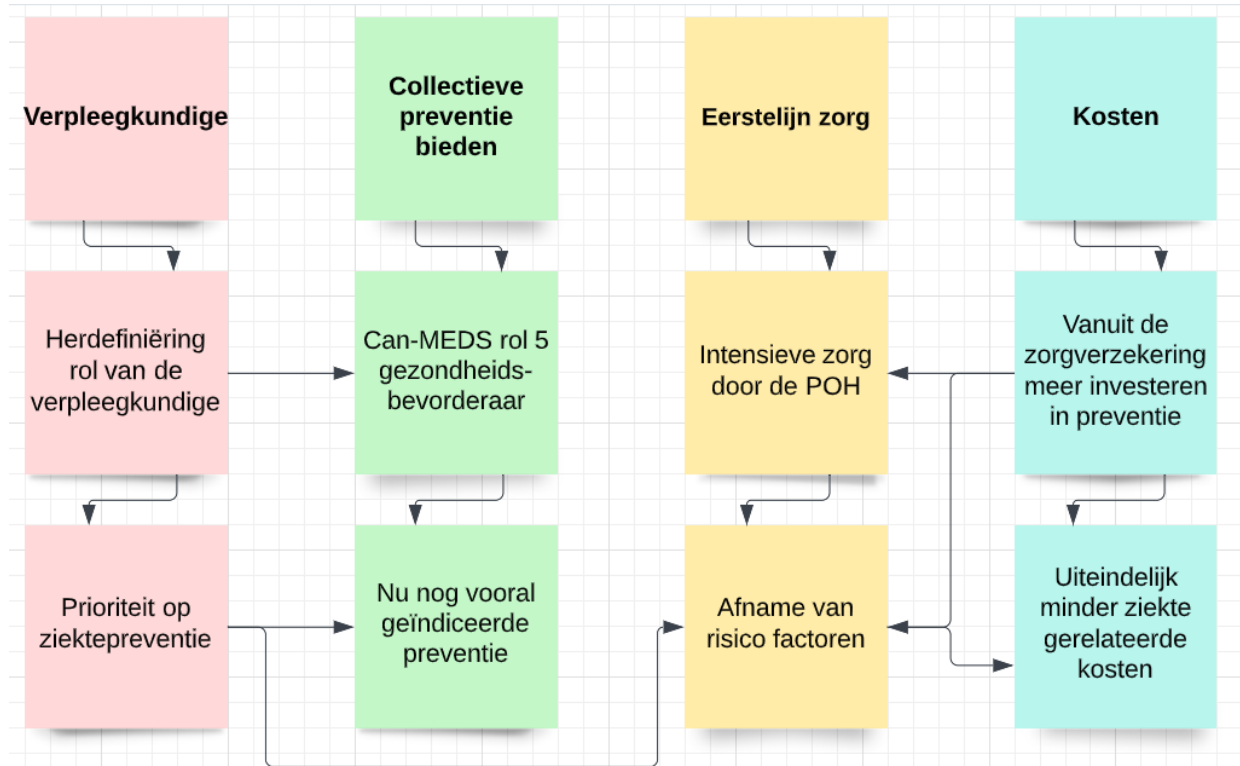 Verpleegkundige
Collectieve
preventie
bieden
Eerstelijn zorg
Kosten
Herdefiniëring
rol van de
verpleegkundige
Can-MEDS rol 5
gezondheids-
bevorderaar
Intensieve zorg
door de POH
Vanuit de
zorgverzekering
meer investeren
in preventie
Prioriteit op
ziektepreventie
Nu nog vooral
geïndiceerde
preventie
Afname van
risico factoren
Uiteindelijk
minder ziekte
gerelateerde
kosten